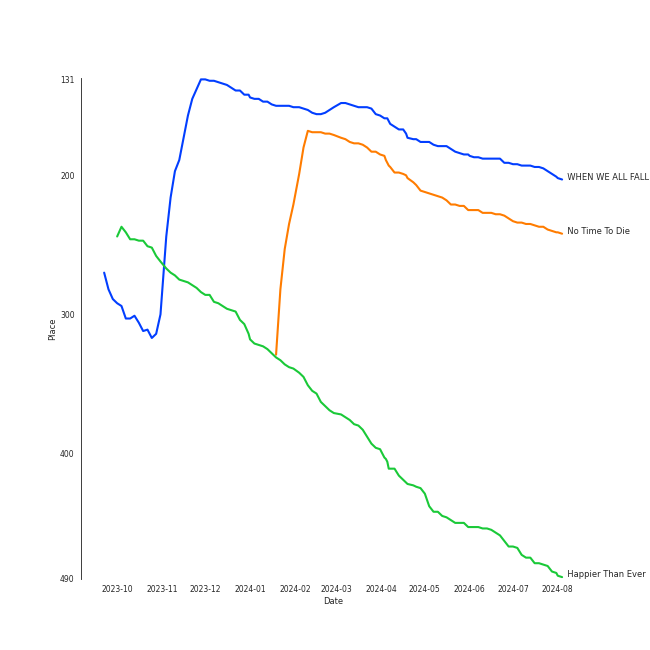 131
200
300
400
490
Place
WHEN WE ALL FALL
No Time To Die
Happier Than Ever
2023-10 2023-11 2023-12 2024-01 2024-02 2024-03 2024-04 2024-05 2024-06 2024-07 2024-08
Date